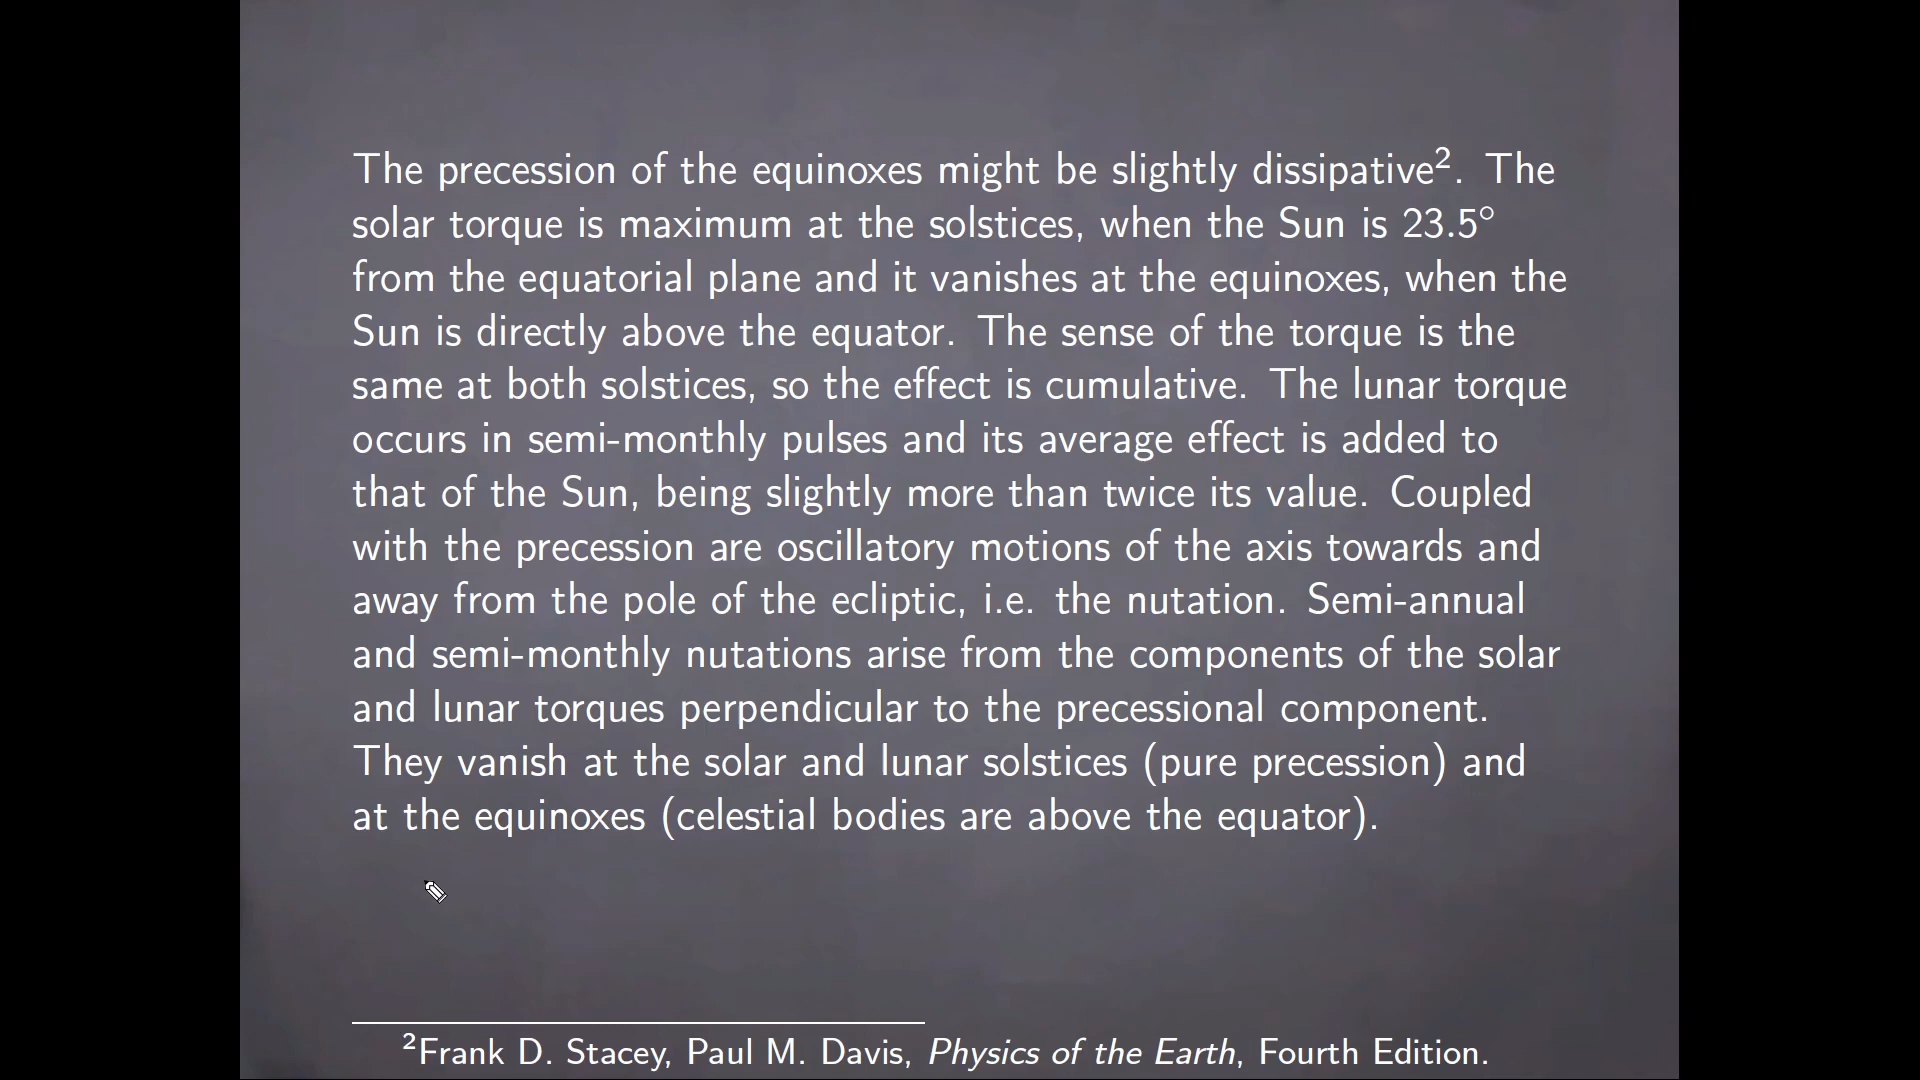 The precession of the equinoxes might be slightly dissipative². The
solar torque is maximum at the solstices, when the Sun is 23.5°
from the equatorial plane and it vanishes at the equinoxes, when the
Sun is directly above the equator. The sense of the torque is the
same at both solstices, so the effect is cumulative. The lunar torque
occurs in semi-monthly pulses and its average effect is added to
that of the Sun, being slightly more than twice its value. Coupled
with the precession are oscillatory motions of the axis towards and
away from the pole of the ecliptic, i.e. the nutation. Semi-annual
and semi-monthly nutations arise from the components of the solar
and lunar torques perpendicular to the precessional component.
They vanish at the solar and lunar solstices (pure precession) and
at the equinoxes (celestial bodies are above the equator).
²Frank D. Stacey, Paul M. Davis, Physics of the Earth, Fourth Edition.